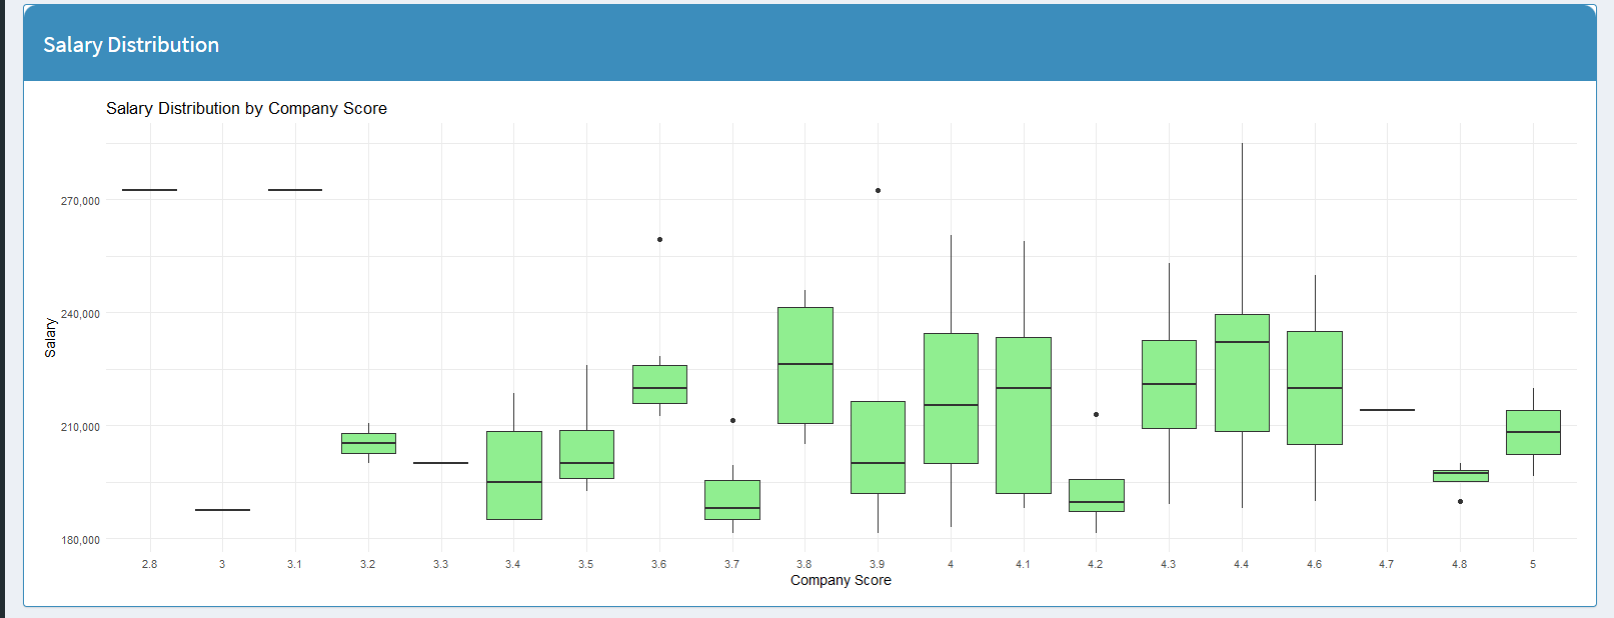 Salary Distribution
Salary Distribution by Company Score
270,000
240,000
210,000
180,000
Salary
2.8 3 3.1 3.2 3.3 3.4 3.5 3.6 3.7 3.8 3.9 4 4.1 4.2 4.3 4.4 4.6 4.7 4.8 5
Company Score